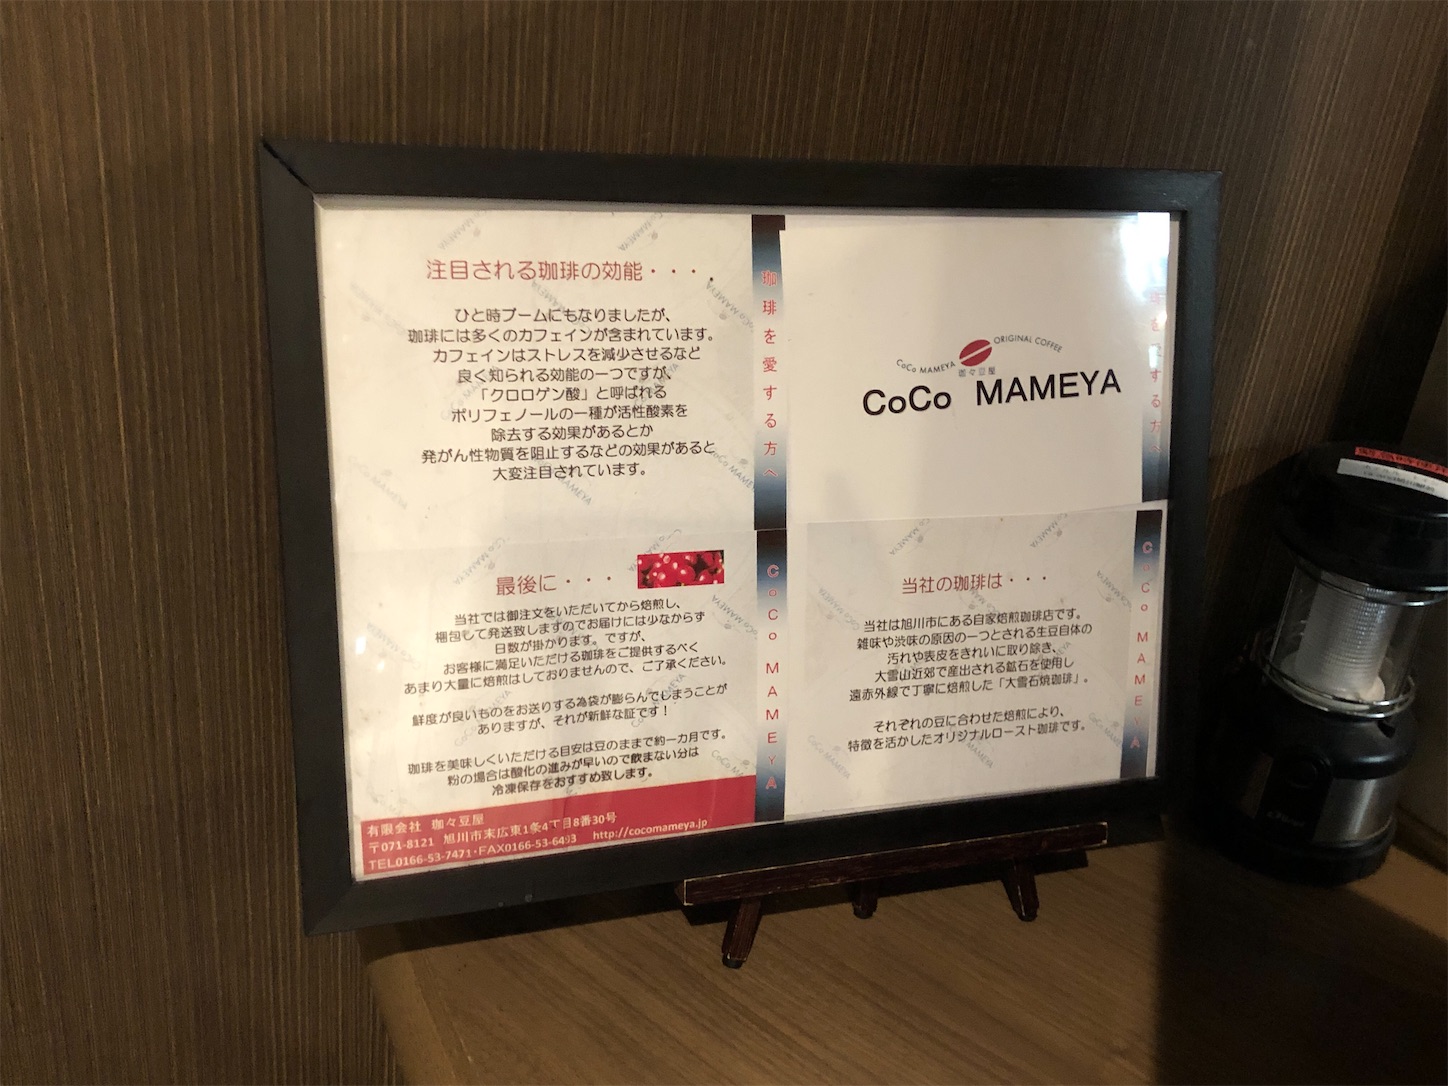 注目される珈琲の効能・・・.
ひと時ブームにもなりましたが、
珈琲には多くのカフェインが含まれています。
カフェインはストレスを減少させるなど
良く知られる効能の一つですが、
「クロロゲン酸」と呼ばれる
ポリフェノールの一種が活性酸素を
除去する効果があるとか
発がん性物質を阻止するなどの効果があると
大変注目されています。
珈琲を愛する方へ
CoCo MAMEYA ORIGINAL COFFEE
珈々豆屋
CoCo MAMEYA
最後に・・・
当社では御注文をいただいてから焙煎し、
梱包して発送致しますのでお届けには少なからず
日数が掛かります。ですが、
お客様に満足いただける珈琲をご提供するべく
あまり大量に焙煎はしておりませんので、ご了承ください。
鮮度が良いものをお送りする為袋が膨らんでしまうことが
ありますが、それが新鮮な証です！
珈琲を美味しくいただける目安は豆のままで約一カ月です。
粉の場合は酸化の進みが早いので飲まない分は
冷凍保存をおすすめ致します。
有限会社 珈々豆屋
〒071-8121 旭川市末広東1条4丁目8番30号
TEL0166-53-7471・FAX0166-53-6493 http://cocomameya.jp
CoCo MAMEYA
当社の珈琲は・・・
当社は旭川市にある自家焙煎珈琲店です。
雑味や渋味の原因の一つとされる生豆自体の
汚れや表皮をきれいに取り除き、
大雪山近郊で産出される鉱石を使用し
遠赤外線で丁寧に焙煎した「大雪石焼珈琲」。
それぞれの豆に合わせた焙煎により、
特徴を活かしたオリジナルロースト珈琲です。
CoCo MAMEYA